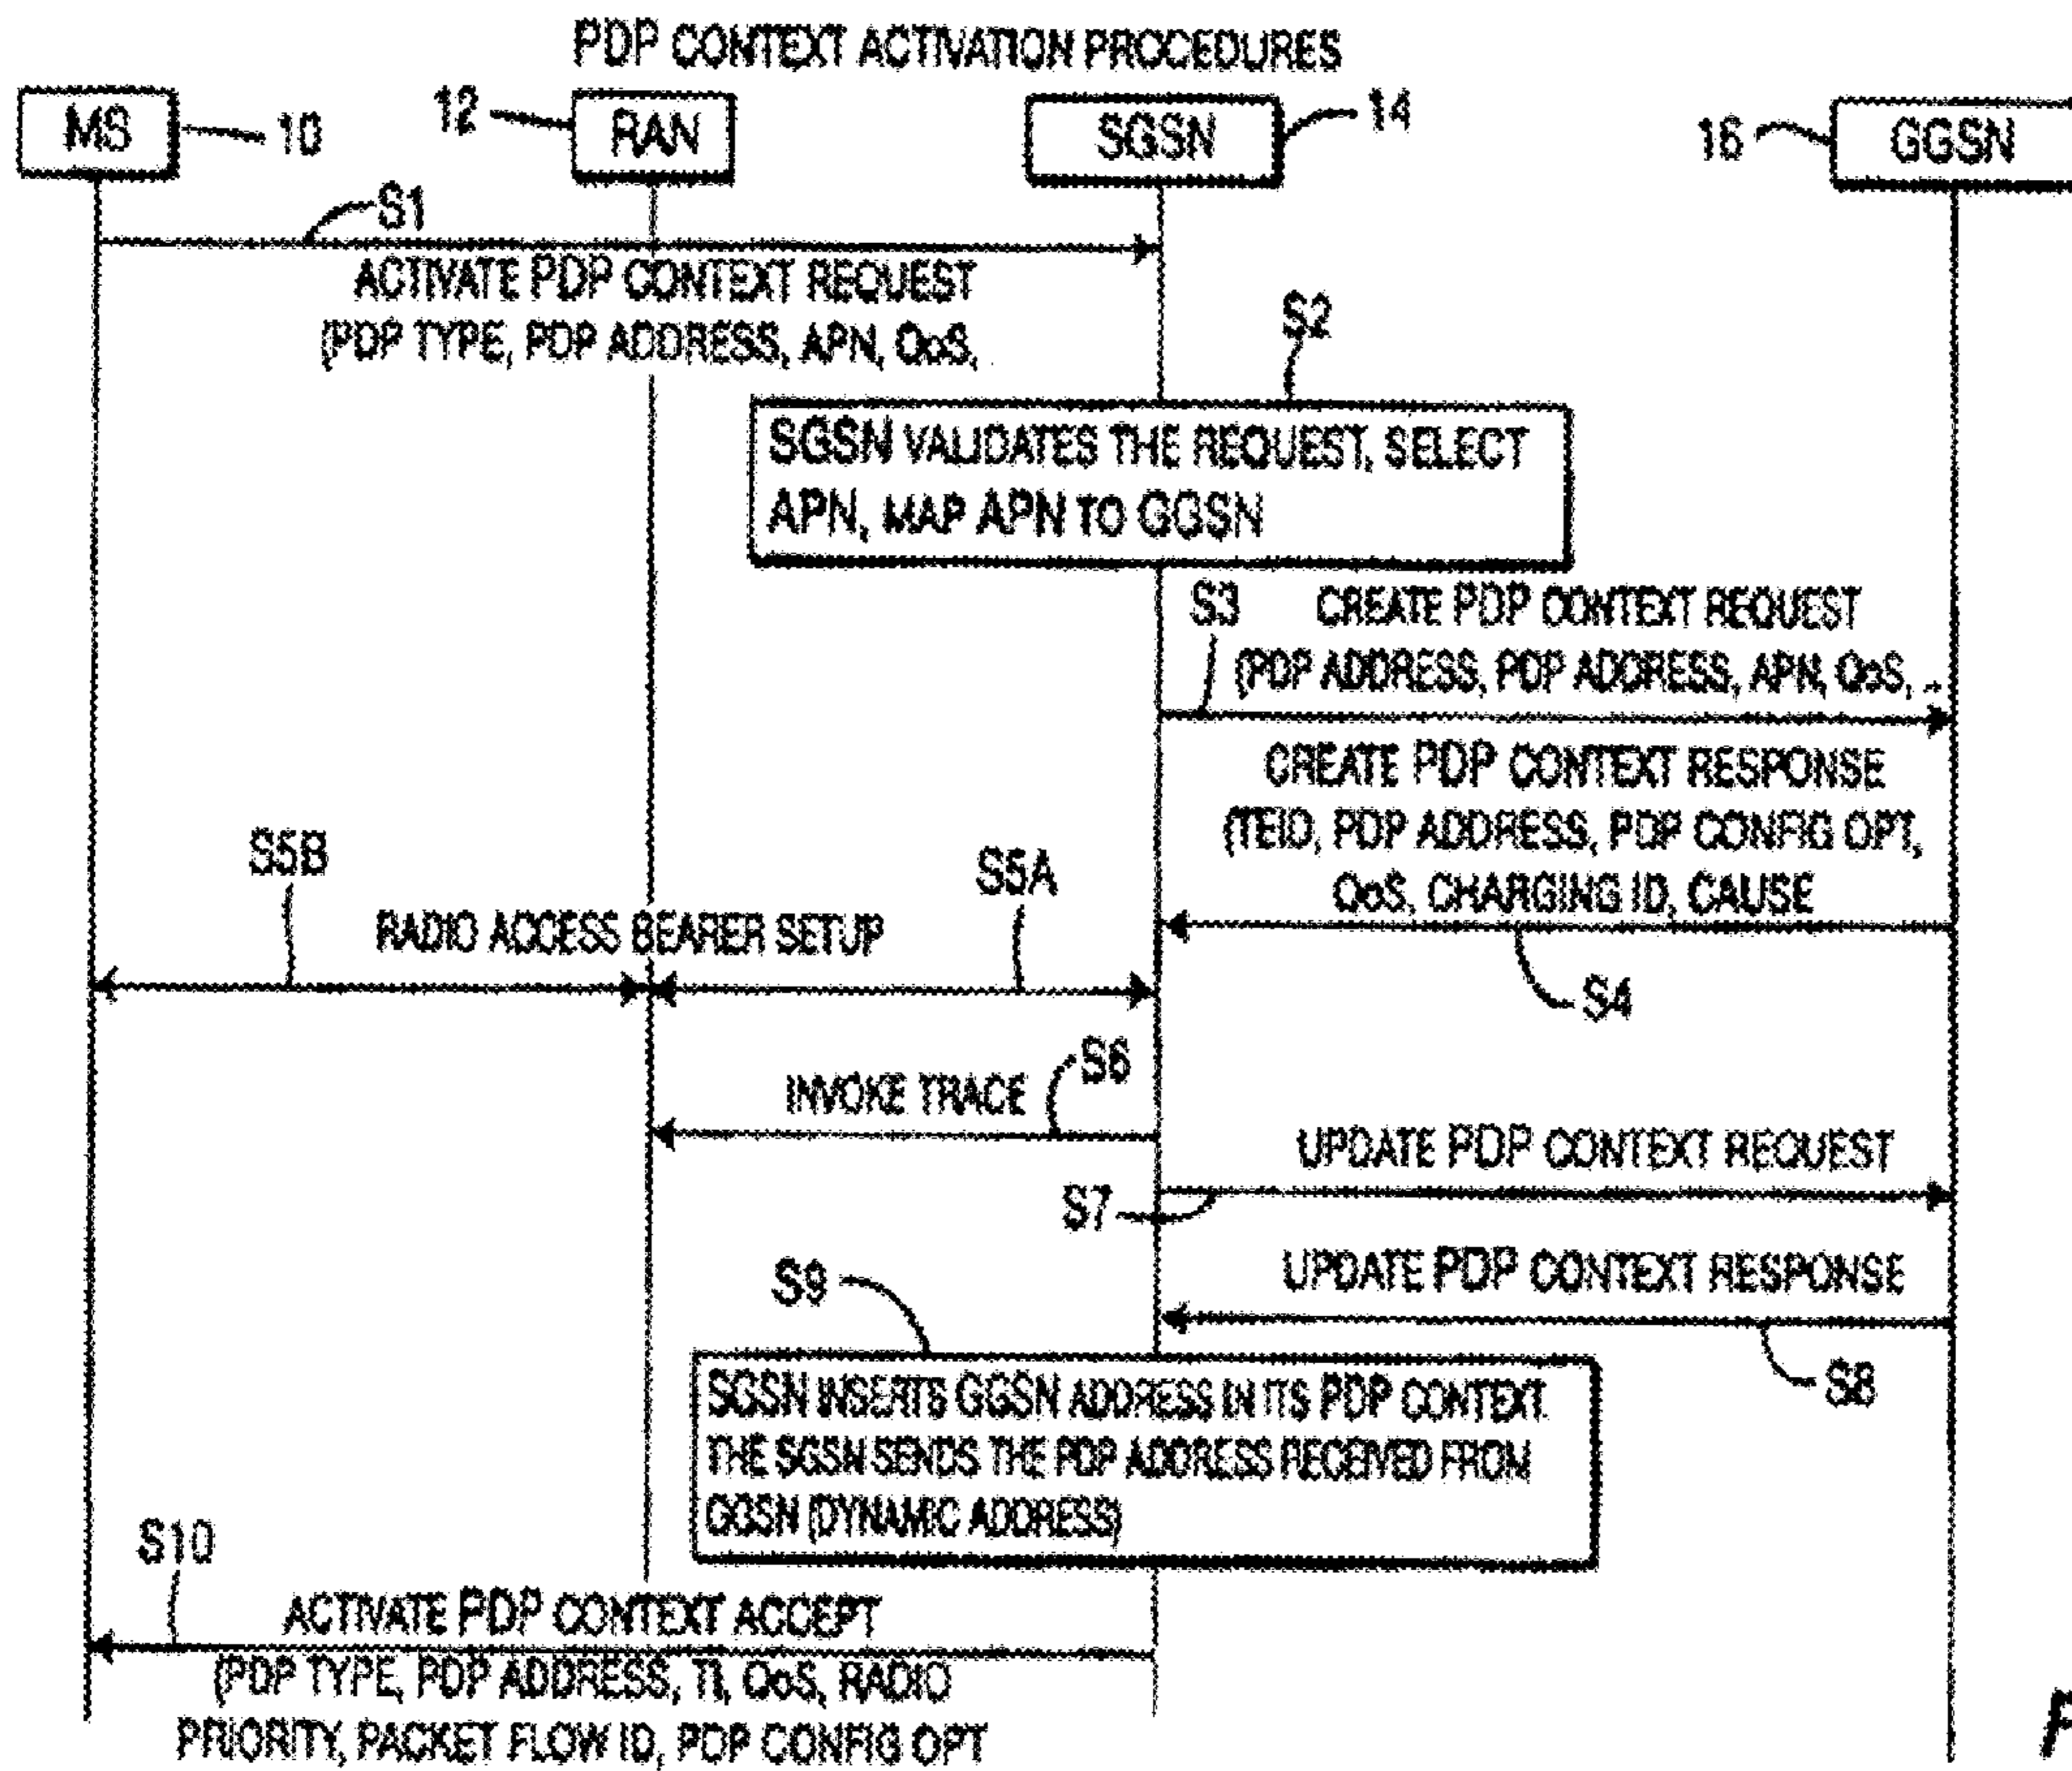 PDP CONTEXT ACTIVATION PROCEDURES
MS
10
12
RAN
SGSN
14
16
GGSN
S1
ACTIVATE PDP CONTEXT REQUEST
(PDP TYPE, PDP ADDRESS, APN, QoS,
S2
SGSN VALIDATES THE REQUEST, SELECT
APN, MAP APN TO GGSN
S3
CREATE PDP CONTEXT REQUEST
(PDP ADDRESS, PDP ADDRESS, APN, QoS, ..
CREATE PDP CONTEXT RESPONSE
(TEID, PDP ADDRESS, PDP CONFIG OPT,
QoS, CHARGING ID, CAUSE
S4
S5B
S5A
RADIO ACCESS BEARER SETUP
S6
INVOKE TRACE
UPDATE PDP CONTEXT REQUEST
S7
UPDATE PDP CONTEXT RESPONSE
S8
S9
SGSN INSERTS GGSN ADDRESS IN ITS PDP CONTEXT.
THE SGSN SENDS THE PDP ADDRESS RECEIVED FROM
GGSN (DYNAMIC ADDRESS)
S10
ACTIVATE PDP CONTEXT ACCEPT
(PDP TYPE, PDP ADDRESS, TI, QoS, RADIO
PRIORITY, PACKET FLOW ID, PDP CONFIG OPT